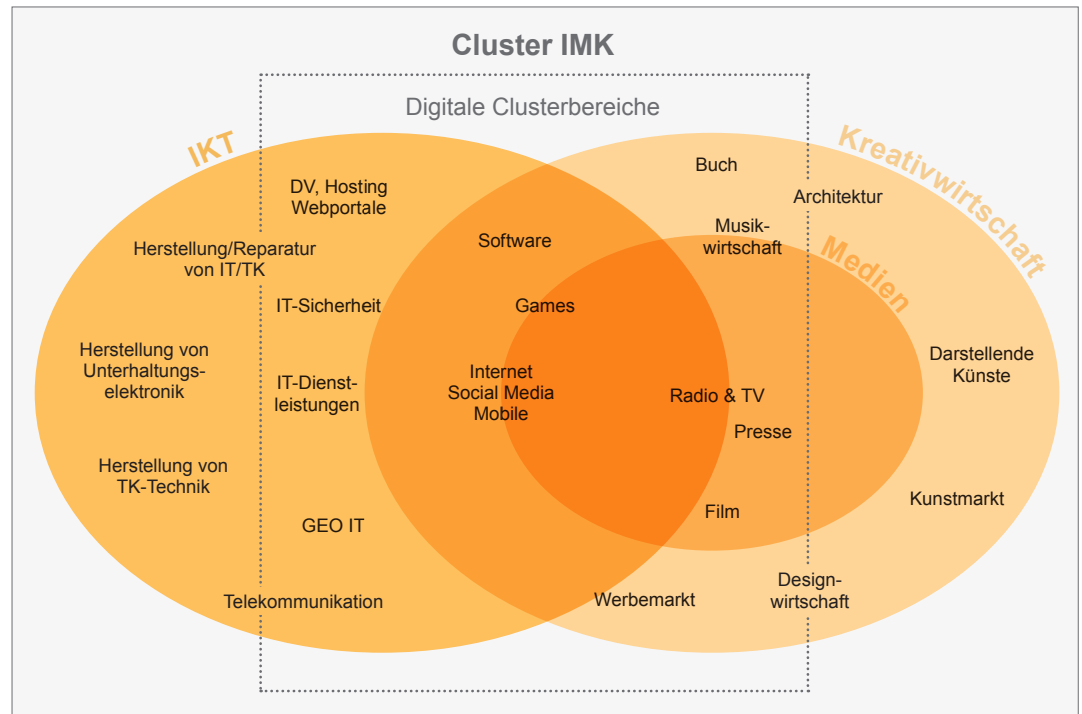 Cluster IMK
Digitale Clusterbereiche
IKT
Kreativwirtschaft
Medien
DV, Hosting
Webportale
Buch
Architektur
Herstellung/Reparatur
von IT/TK
Software
Musik-
wirtschaft
IT-Sicherheit
Games
Herstellung von
Unterhaltungs-
elektronik
IT-Dienst-
leistungen
Internet
Social Media
Mobile
Radio & TV
Presse
Darstellende
Künste
Herstellung von
TK-Technik
GEO IT
Film
Kunstmarkt
Telekommunikation
Werbemarkt
Design-
wirtschaft